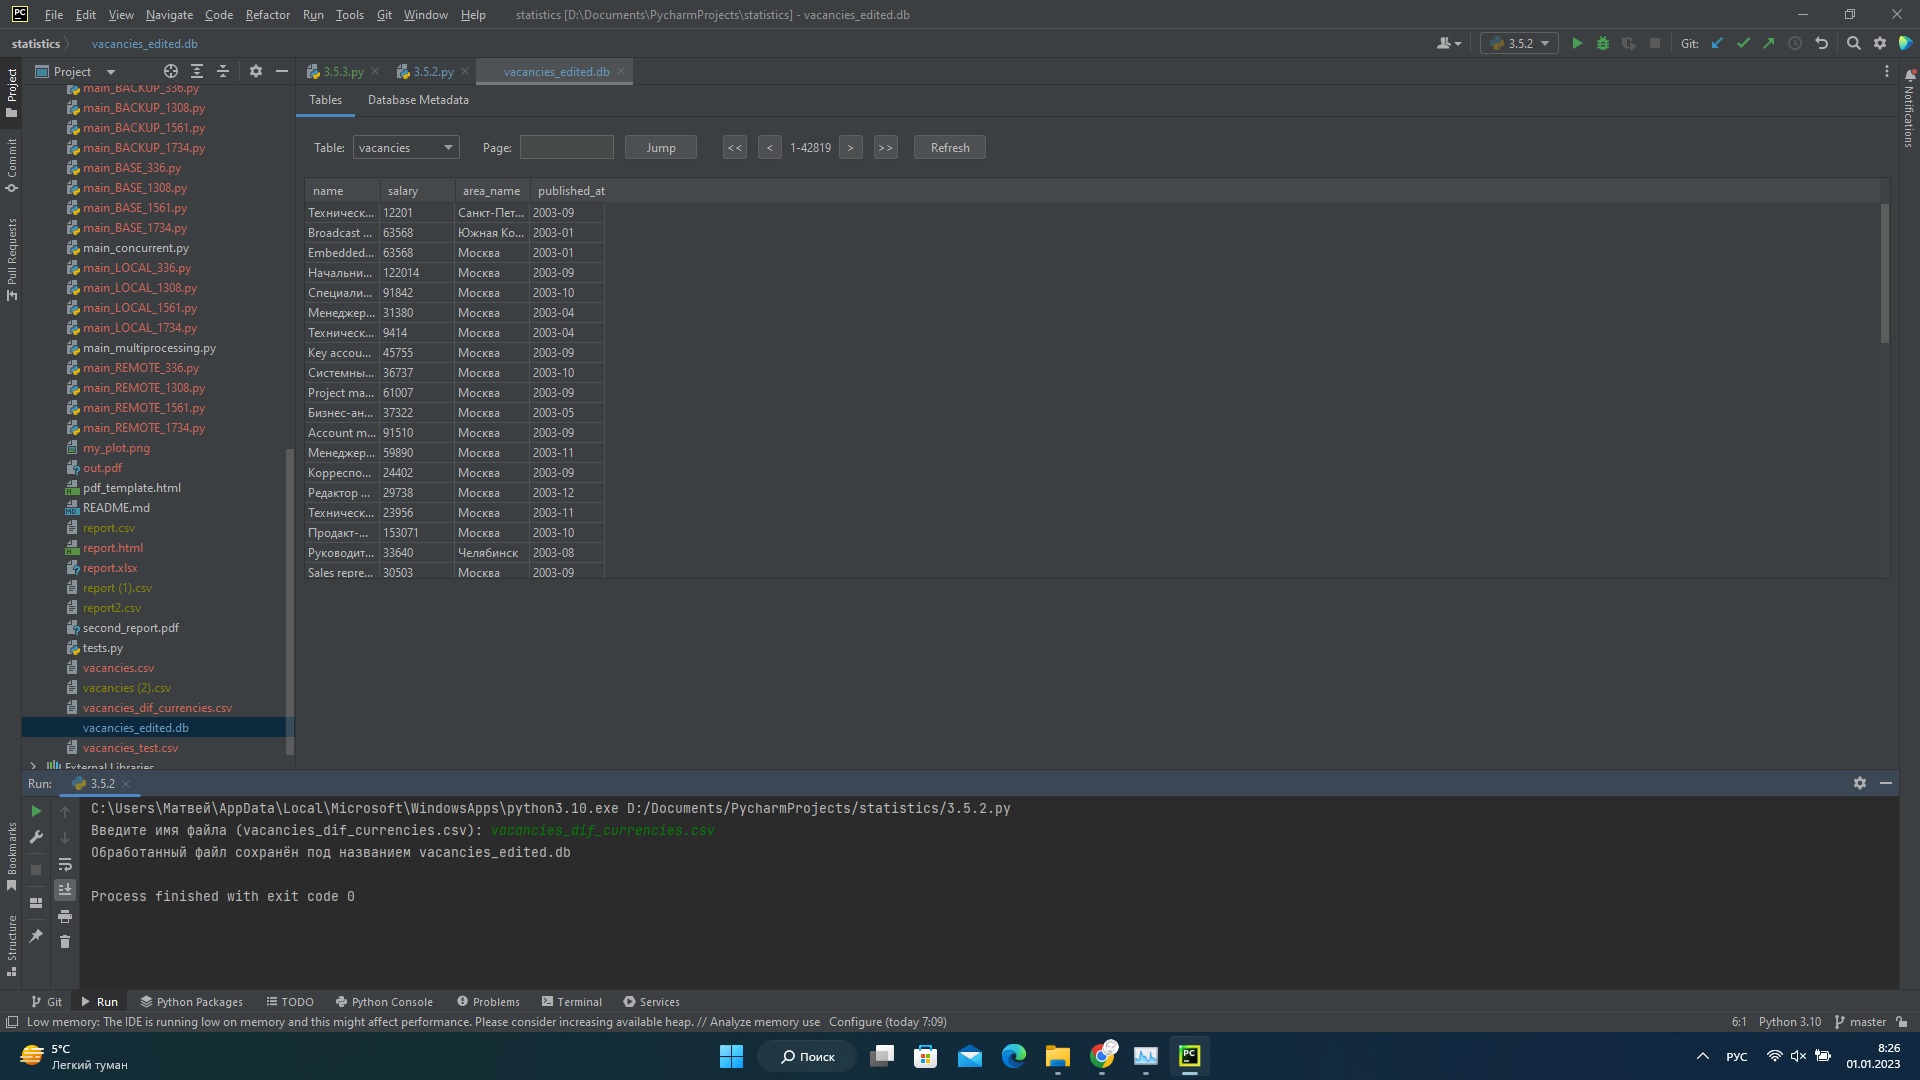 PC File Edit View Navigate Code Refactor Run Tools Git Window Help statistics [D:\Documents\PycharmProjects\statistics] - vacancies_edited.db
statistics vacancies_edited.db 3.5.2 Git:
Project 3.5.3.py 3.5.2.py vacancies_edited.db
Project
Commit
Pull Requests
Bookmarks
Structure
Notifications
main_BACKUP_336.py
main_BACKUP_1308.py
main_BACKUP_1561.py
main_BACKUP_1734.py
main_BASE_336.py
main_BASE_1308.py
main_BASE_1561.py
main_BASE_1734.py
main_concurrent.py
main_LOCAL_336.py
main_LOCAL_1308.py
main_LOCAL_1561.py
main_LOCAL_1734.py
main_multiprocessing.py
main_REMOTE_336.py
main_REMOTE_1308.py
main_REMOTE_1561.py
main_REMOTE_1734.py
my_plot.png
out.pdf
pdf_template.html
README.md
report.csv
report.html
report.xlsx
report (1).csv
report2.csv
second_report.pdf
tests.py
vacancies.csv
vacancies (2).csv
vacancies_dif_currencies.csv
vacancies_edited.db
vacancies_test.csv
External Libraries
Tables Database Metadata
Table: vacancies Page: Jump << < 1-42819 > >> Refresh
name salary area_name published_at
Техническ... 12201 Санкт-Пет... 2003-09
Broadcast ... 63568 Южная Ко... 2003-01
Embedded... 63568 Москва 2003-01
Начальни... 122014 Москва 2003-09
Специали... 91842 Москва 2003-10
Менеджер... 31380 Москва 2003-04
Техническ... 9414 Москва 2003-04
Key accou... 45755 Москва 2003-09
Системны... 36737 Москва 2003-10
Project ma... 61007 Москва 2003-09
Бизнес-ан... 37322 Москва 2003-05
Account m... 91510 Москва 2003-09
Менеджер... 59890 Москва 2003-11
Корреспо... 24402 Москва 2003-09
Редактор ... 29738 Москва 2003-12
Техническ... 23956 Москва 2003-11
Продакт-... 153071 Москва 2003-10
Руководит... 33640 Челябинск 2003-08
Sales repre... 30503 Москва 2003-09
Run: 3.5.2
C:\Users\Матвей\AppData\Local\Microsoft\WindowsApps\python3.10.exe D:/Documents/PycharmProjects/statistics/3.5.2.py
Введите имя файла (vacancies_dif_currencies.csv): vacancies_dif_currencies.csv
Обработанный файл сохранён под названием vacancies_edited.db
Process finished with exit code 0
Git Run Python Packages TODO Python Console Problems Terminal Services
Low memory: The IDE is running low on memory and this might affect performance. Please consider increasing available heap. // Analyze memory use Configure (today 7:09) 6:1 Python 3.10 master
5°C
Легкий туман
Поиск
PC
РУС
8:26
01.01.2023